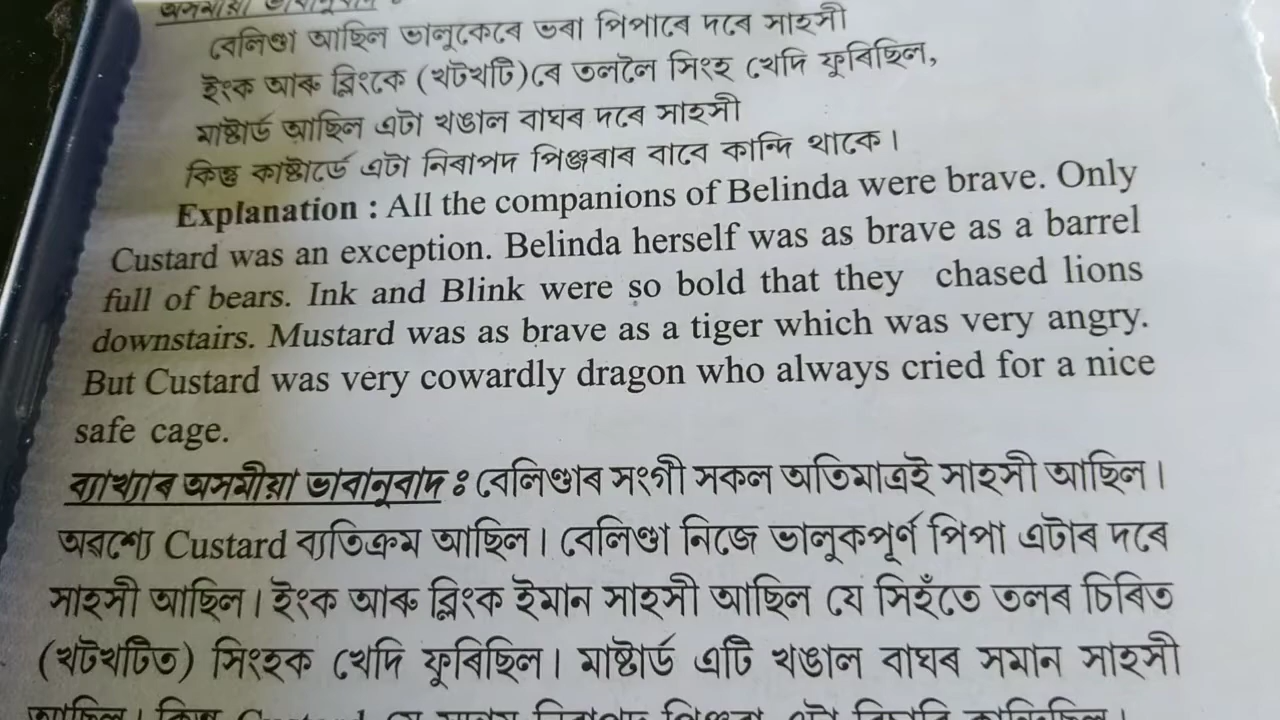 অসমীয়া ভাবানুবাদ :
বেলিণ্ডা আছিল ভালুকেৰে ভৰা পিপাৰে দৰে সাহসী
ইংক আৰু ব্লিংকে (খটখটি)ৰে তললৈ সিংহ খেদি ফুৰিছিল,
মাষ্টাৰ্ড আছিল এটা খঙাল বাঘৰ দৰে সাহসী
কিন্তু কাষ্টাৰ্ডে এটা নিৰাপদ পিঞ্জৰাৰ বাবে কান্দি থাকে।
Explanation : All the companions of Belinda were brave. Only
Custard was an exception. Belinda herself was as brave as a barrel
full of bears. Ink and Blink were so bold that they chased lions
downstairs. Mustard was as brave as a tiger which was very angry.
But Custard was very cowardly dragon who always cried for a nice
safe cage.
ব্যাখ্যাৰ অসমীয়া ভাবানুবাদ ঃ বেলিণ্ডাৰ সংগী সকল অতিমাত্ৰই সাহসী আছিল।
অৱশ্যে Custard ব্যতিক্ৰম আছিল। বেলিণ্ডা নিজে ভালুকপূৰ্ণ পিপা এটাৰ দৰে
সাহসী আছিল। ইংক আৰু ব্লিংক ইমান সাহসী আছিল যে সিহঁতে তলৰ চিৰিত
(খটখটিত) সিংহক খেদি ফুৰিছিল। মাষ্টাৰ্ড এটি খঙাল বাঘৰ সমান সাহসী
আছিল। কিন্তু Custard যে